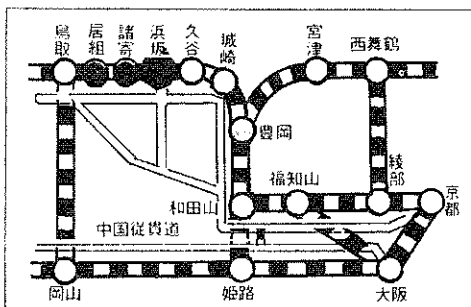 鳥取
居組
諸寄
浜坂
久谷
城崎
宮津
西舞鶴
豊岡
福知山
綾部
京都
和田山
中国従貫道
岡山
姫路
大阪